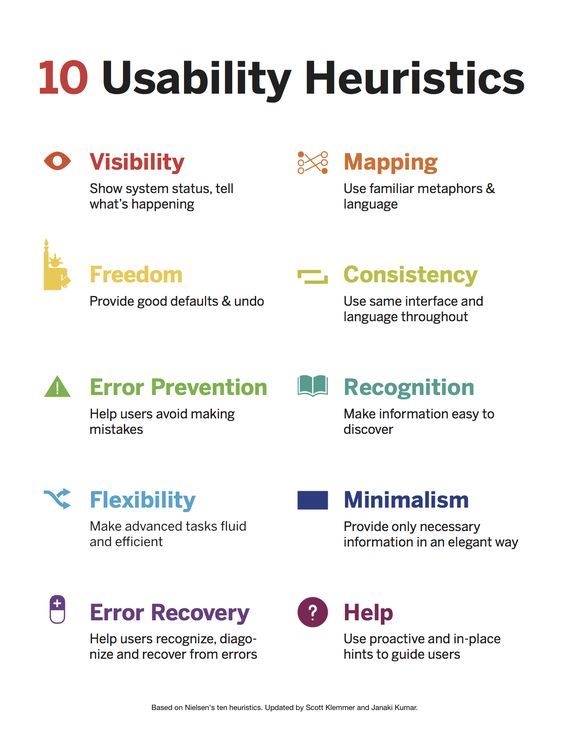 10 Usability Heuristics
Visibility
Show system status, tell
what's happening
Mapping
Use familiar metaphors &
language
Freedom
Provide good defaults & undo
Consistency
Use same interface and
language throughout
Error Prevention
Help users avoid making
mistakes
Recognition
Make information easy to
discover
Flexibility
Make advanced tasks fluid
and efficient
Minimalism
Provide only necessary
information in an elegant way
Error Recovery
Help users recognize, diago-
nize and recover from errors
Help
Use proactive and in-place
hints to guide users
Based on Nielsen's ten heuristics. Updated by Scott Klemmer and Janaki Kumar.